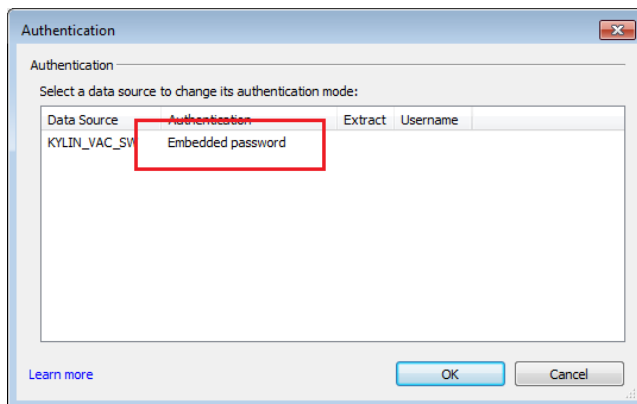 Authentication
Authentication
Select a data source to change its authentication mode:
Data Source Authentication Extract Username
KYLIN_VAC_SW Embedded password
Learn more OK Cancel